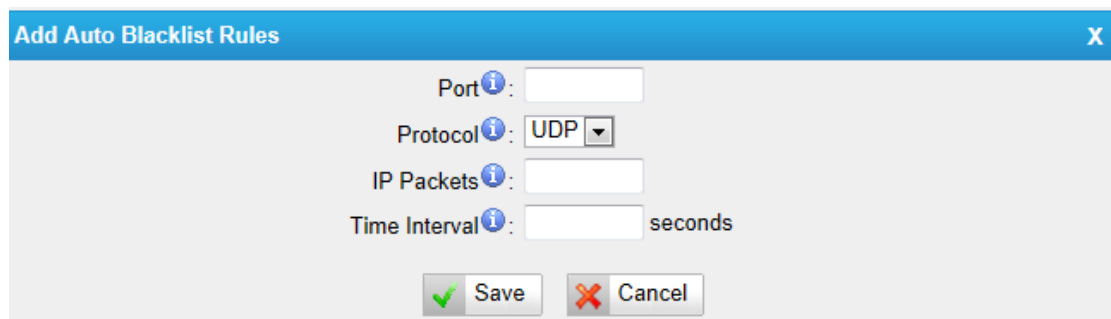 Add Auto Blacklist Rules X
Port i :
Protocol i : UDP
IP Packets i :
Time Interval i : seconds
Save Cancel